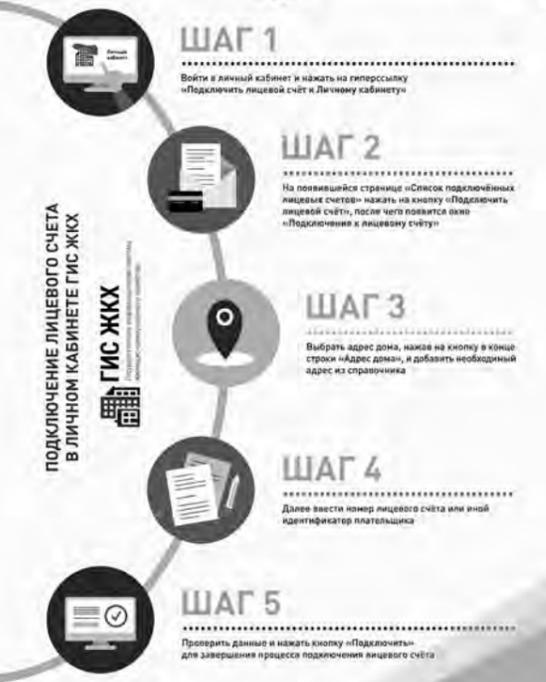 ПОДКЛЮЧЕНИЕ ЛИЦЕВОГО СЧЕТА
В ЛИЧНОМ КАБИНЕТЕ ГИС ЖКХ
ГИС ЖКХ
Личный
кабинет
ШАГ 1
Войти в личный кабинет и нажать на гиперссылку
«Подключить лицевой счёт к Личному кабинету»
ШАГ 2
На появившейся странице «Список подключённых
лицевых счетов» нажать на кнопку «Подключить
лицевой счёт», после чего появится окно
«Подключения к лицевому счёту»
ШАГ 3
Выбрать адрес дома, нажав на кнопку в конце
строки «Адрес дома», и добавить необходимый
адрес из справочника
ШАГ 4
Далее ввести номер лицевого счёта или иной
идентификатор плательщика
ШАГ 5
Проверить данные и нажать кнопку «Подключить»
для завершения процесса подключения лицевого счёта